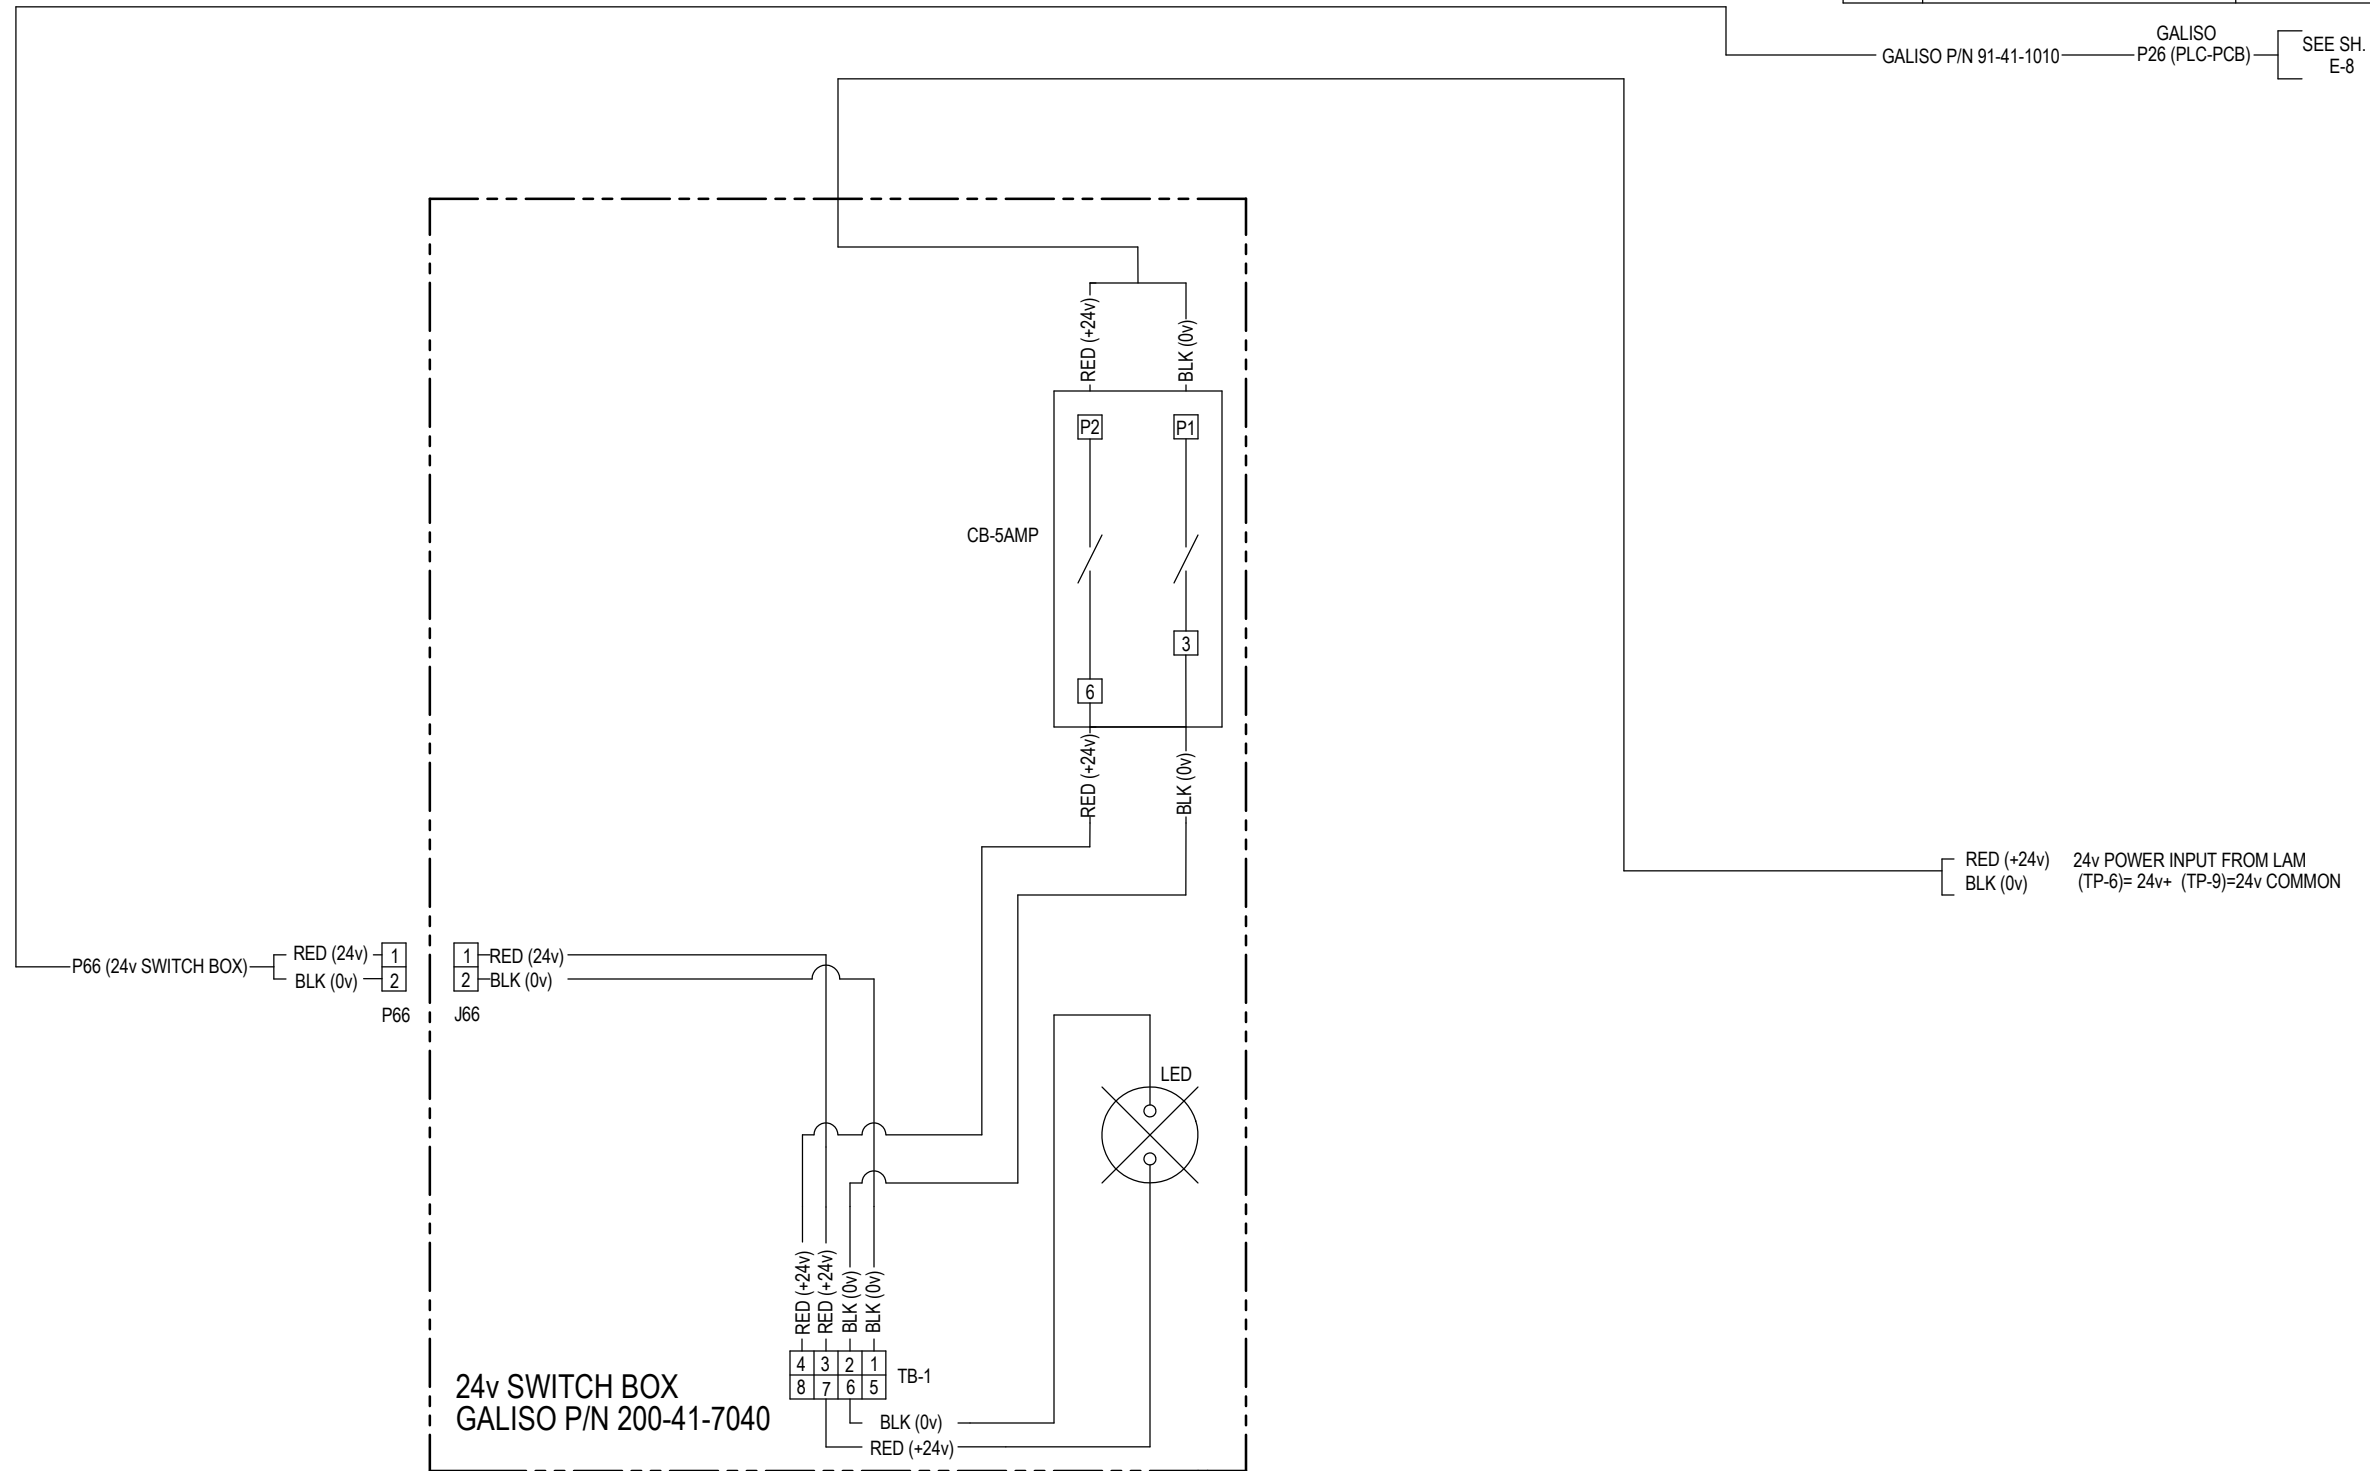 GALISO P/N 91-41-1010
GALISO
P26 (PLC-PCB)
SEE SH.
E-8
RED (+24v)
BLK (0v)
P2
P1
CB-5AMP
3
6
RED (+24v)
BLK (0v)
RED (+24v)
BLK (0v)
24v POWER INPUT FROM LAM
(TP-6)= 24v+ (TP-9)=24v COMMON
P66 (24v SWITCH BOX)
RED (24v)
BLK (0v)
1
2
P66
1
2
J66
RED (24v)
BLK (0v)
LED
RED (+24v)
RED (+24v)
BLK (0v)
BLK (0v)
4 3 2 1
8 7 6 5
TB-1
BLK (0v)
RED (+24v)
24v SWITCH BOX
GALISO P/N 200-41-7040